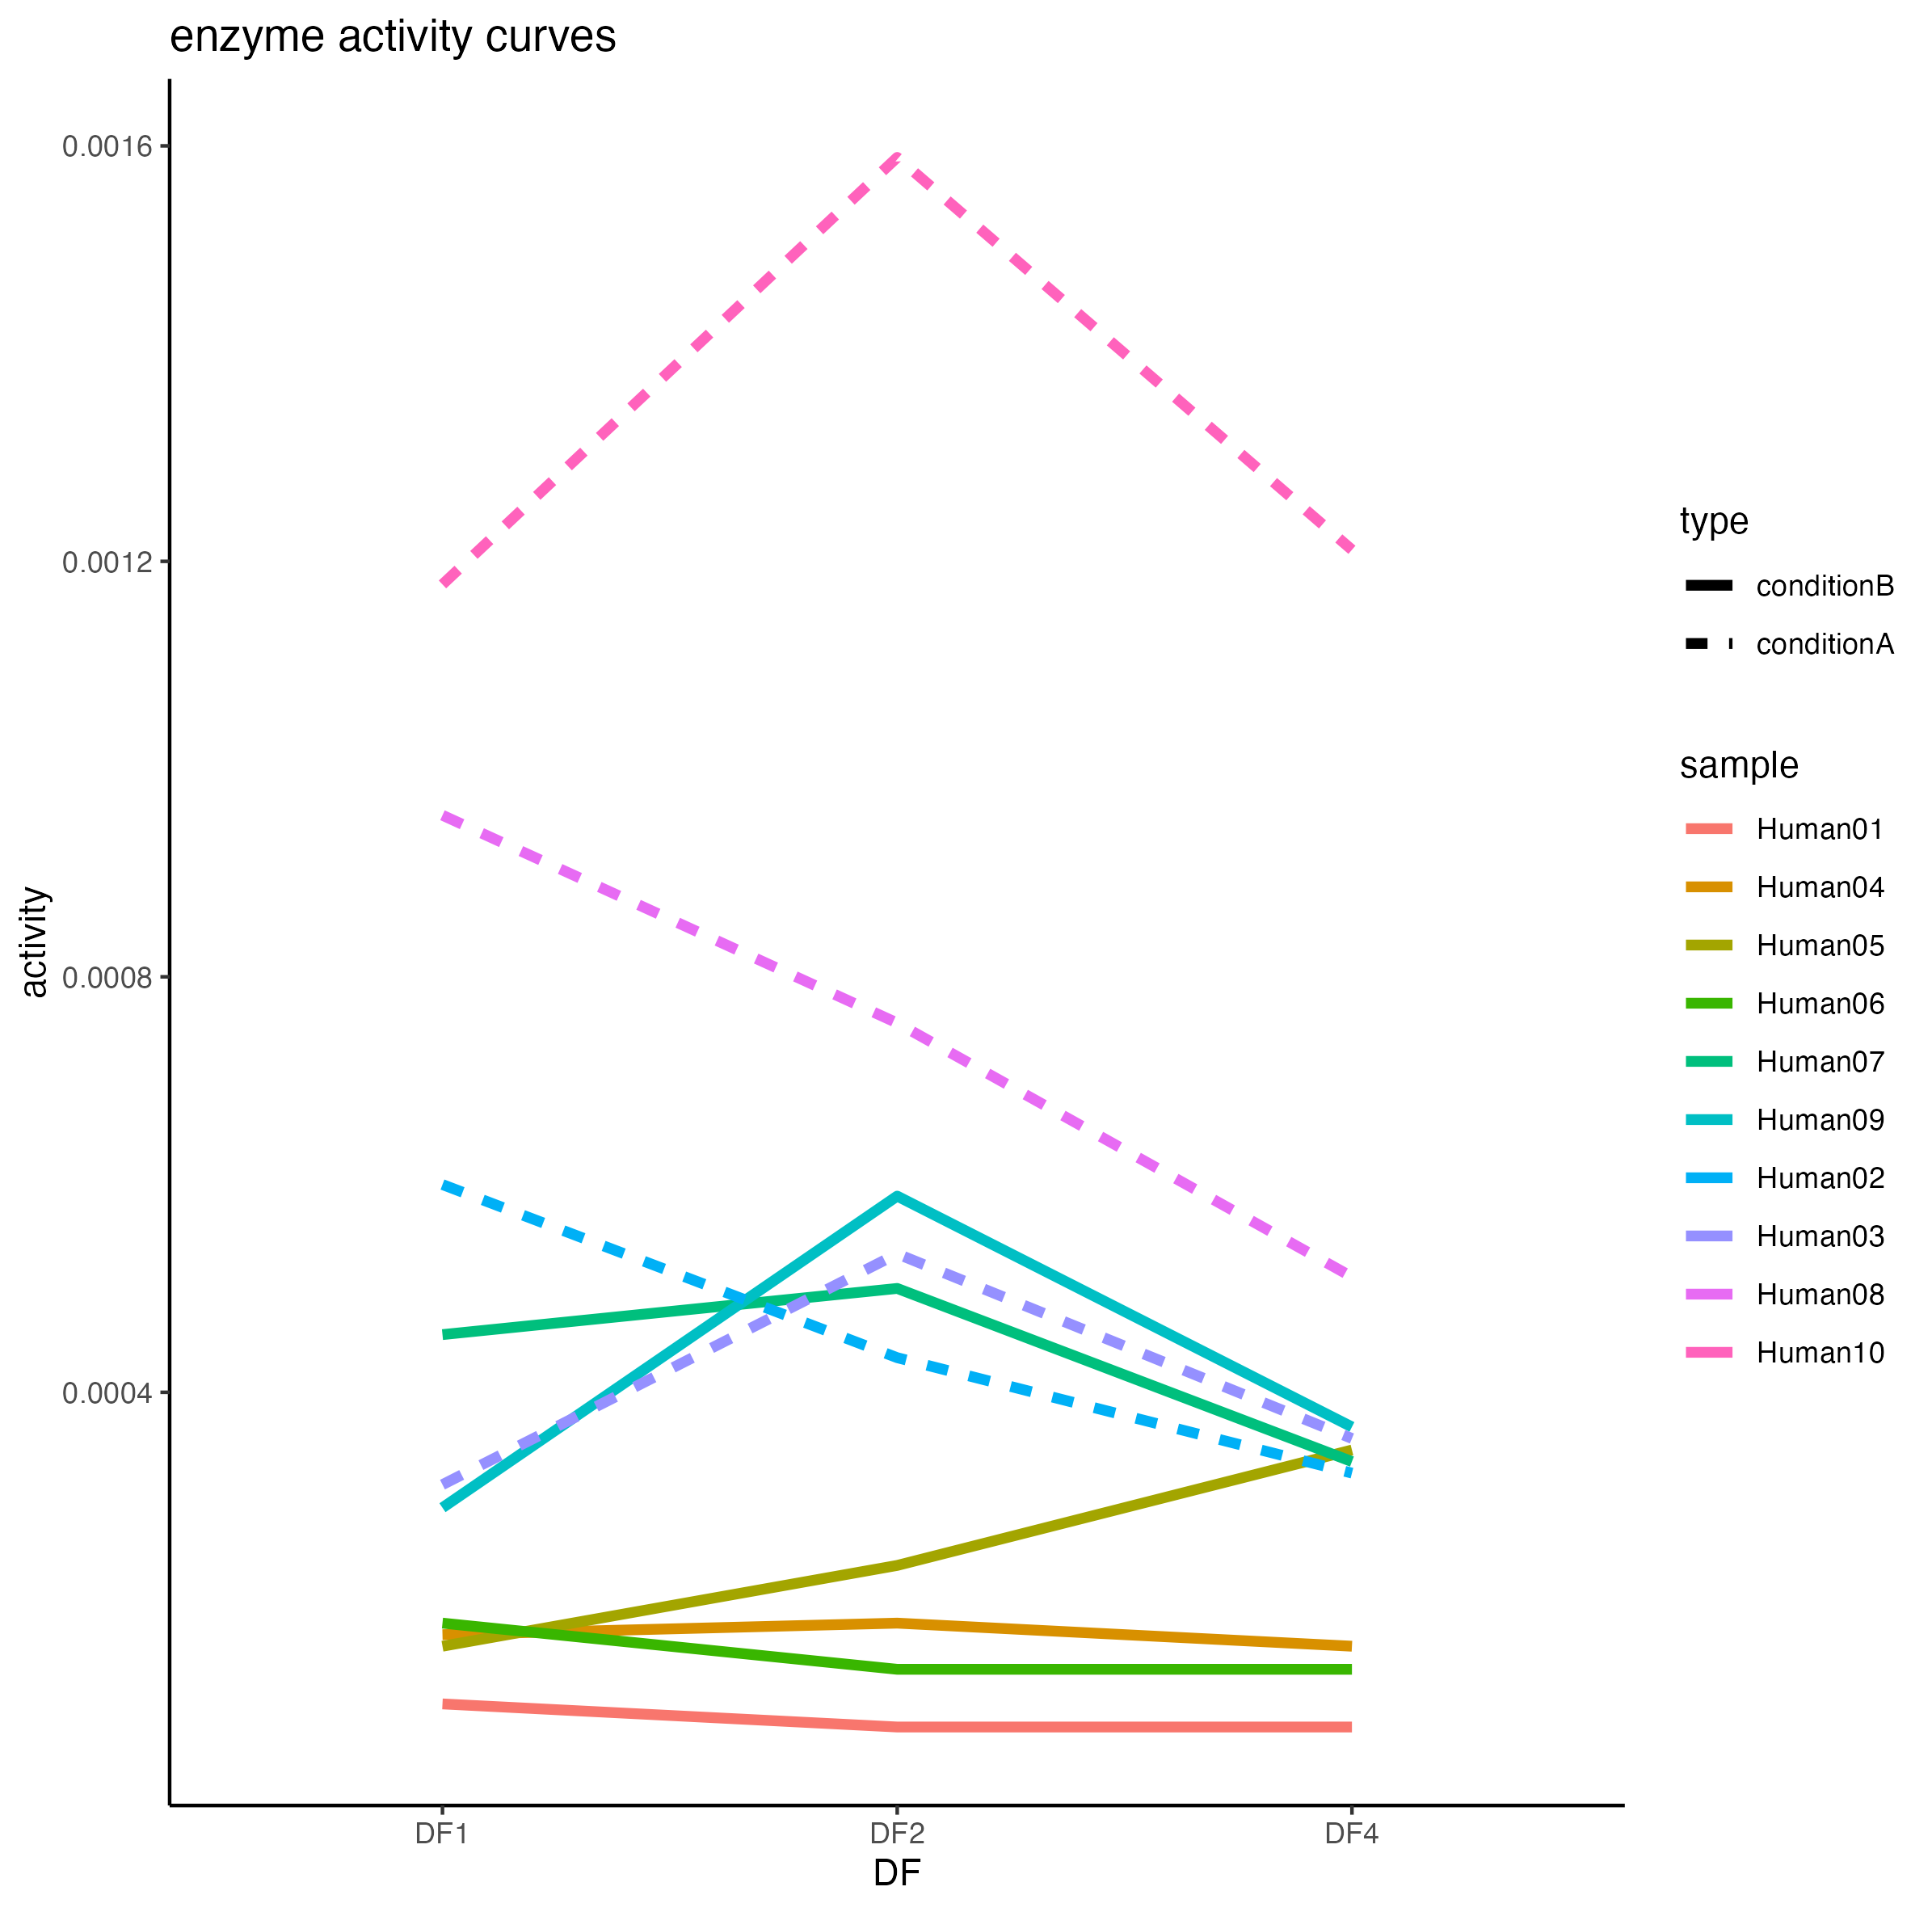 enzyme activity curves
0.0016
0.0012
0.0008
0.0004
activity
DF1 DF2 DF4
DF
type
conditionB
conditionA
sample
Human01
Human04
Human05
Human06
Human07
Human09
Human02
Human03
Human08
Human10